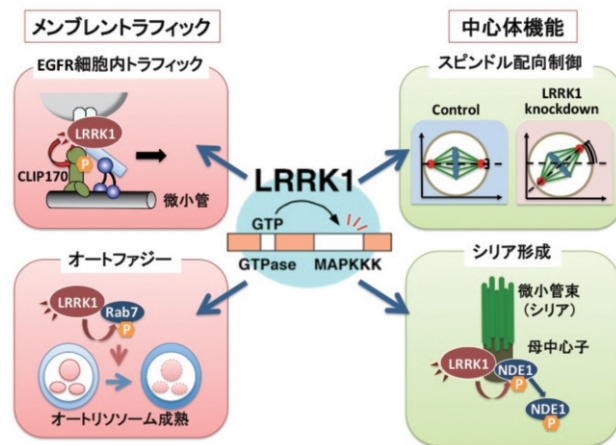 メンブレントラフィック
EGFR細胞内トラフィック
LRRK1
P
CLIP170
微小管
オートファジー
LRRK1
Rab7
P
オートリソソーム成熟
LRRK1
GTP
GTPase
MAPKKK
中心体機能
スピンドル配向制御
Control
LRRK1
knockdown
シリア形成
微小管束
(シリア)
母中心子
LRRK1
NDE1
P
NDE1
P